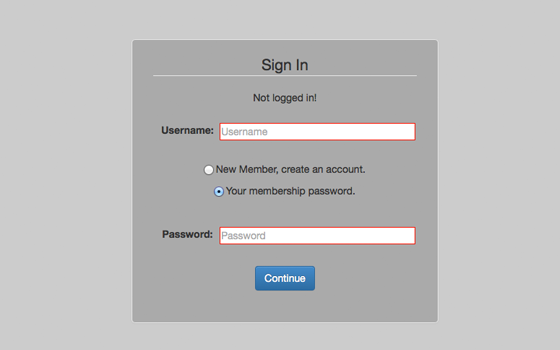 Sign In
Not logged in!
Username: Username
New Member, create an account.
Your membership password.
Password: Password
Continue